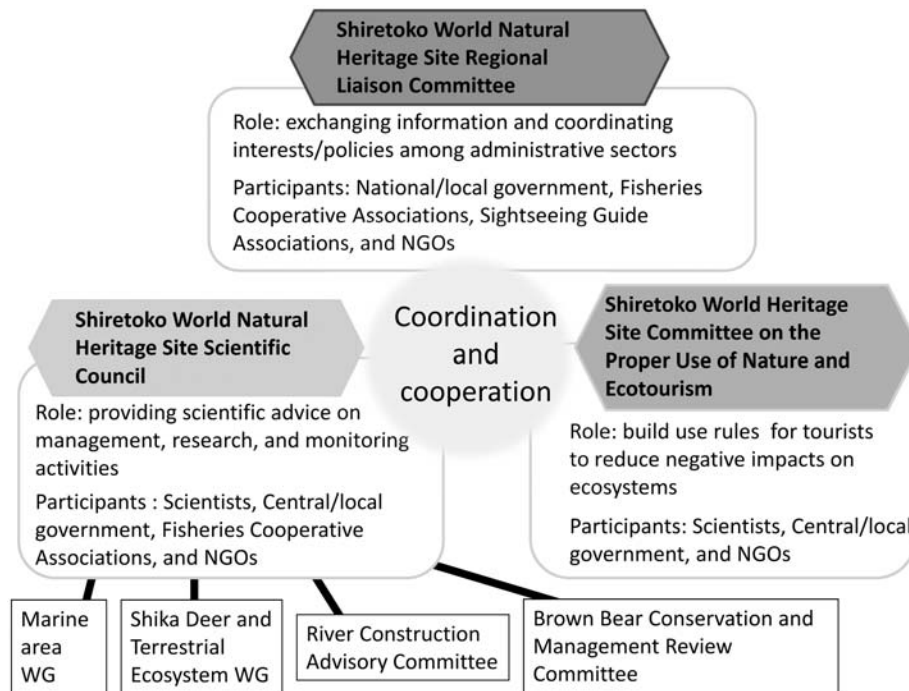 Shiretoko World Natural
Heritage Site Regional
Liaison Committee
Role: exchanging information and coordinating
interests/policies among administrative sectors
Participants: National/local government, Fisheries
Cooperative Associations, Sightseeing Guide
Associations, and NGOs
Coordination
and
cooperation
Shiretoko World Natural
Heritage Site Scientific
Council
Role: providing scientific advice on
management, research, and monitoring
activities
Participants : Scientists, Central/local
government, Fisheries Cooperative
Associations, and NGOs
Shiretoko World Heritage
Site Committee on the
Proper Use of Nature and
Ecotourism
Role: build use rules for tourists
to reduce negative impacts on
ecosystems
Participants: Scientists, Central/local
government, and NGOs
Marine
area
WG
Shika Deer and
Terrestrial
Ecosystem WG
River Construction
Advisory Committee
Brown Bear Conservation and
Management Review
Committee